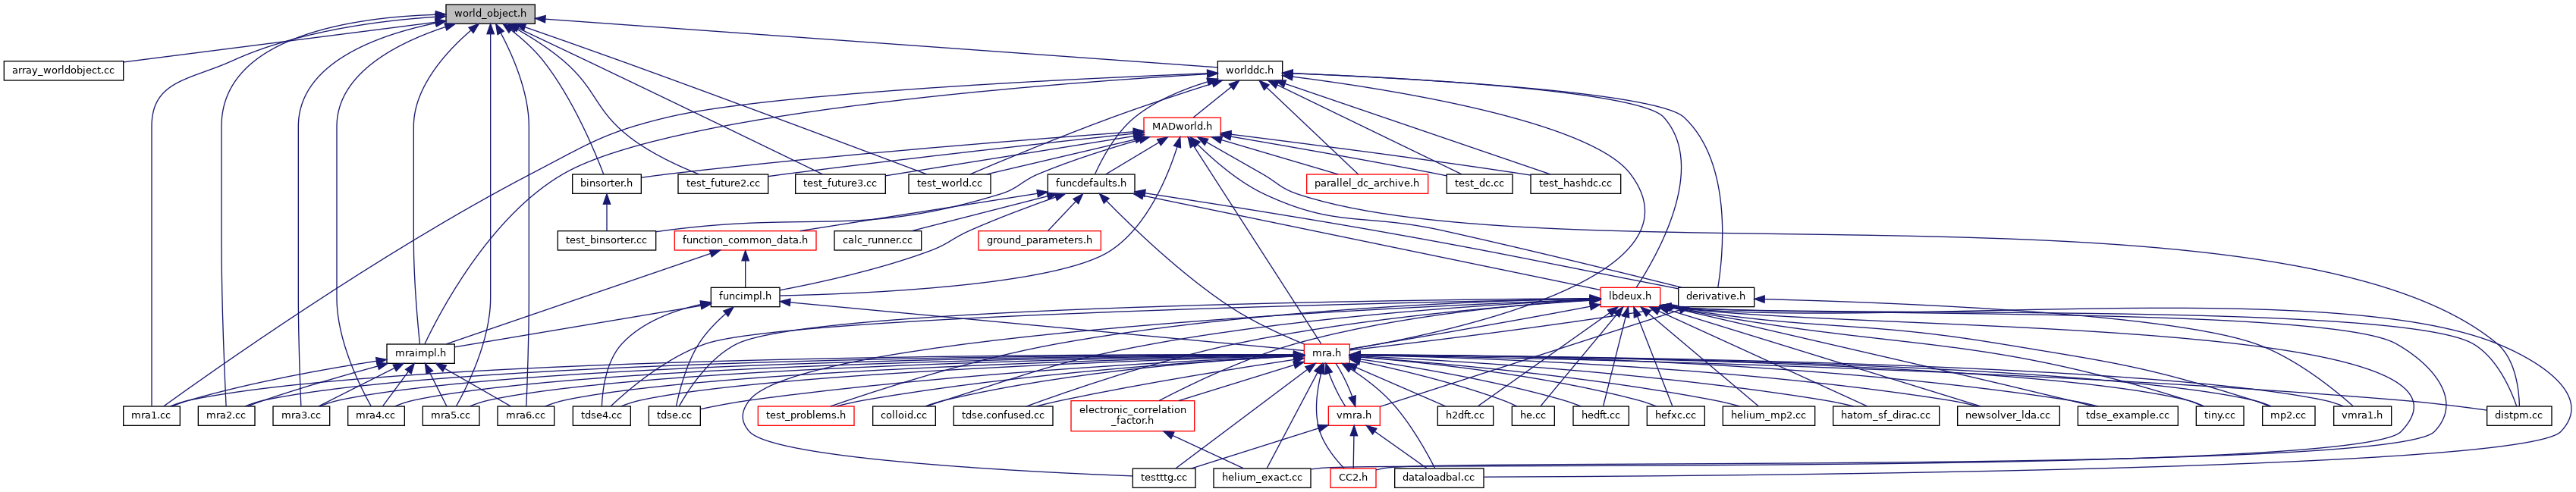 world_object.h
array_worldobject.cc
worlddc.h
MADworld.h
binsorter.h
test_future2.cc
test_future3.cc
test_world.cc
funcdefaults.h
parallel_dc_archive.h
test_dc.cc
test_hashdc.cc
test_binsorter.cc
function_common_data.h
calc_runner.cc
ground_parameters.h
funcimpl.h
lbdeux.h
derivative.h
mraimpl.h
mra.h
mra1.cc
mra2.cc
mra3.cc
mra4.cc
mra5.cc
mra6.cc
tdse4.cc
tdse.cc
test_problems.h
colloid.cc
tdse.confused.cc
electronic_correlation
_factor.h
vmra.h
h2dft.cc
he.cc
hedft.cc
hefxc.cc
helium_mp2.cc
hatom_sf_dirac.cc
newsolver_lda.cc
tdse_example.cc
tiny.cc
mp2.cc
vmra1.h
distpm.cc
testttg.cc
helium_exact.cc
CC2.h
dataloadbal.cc